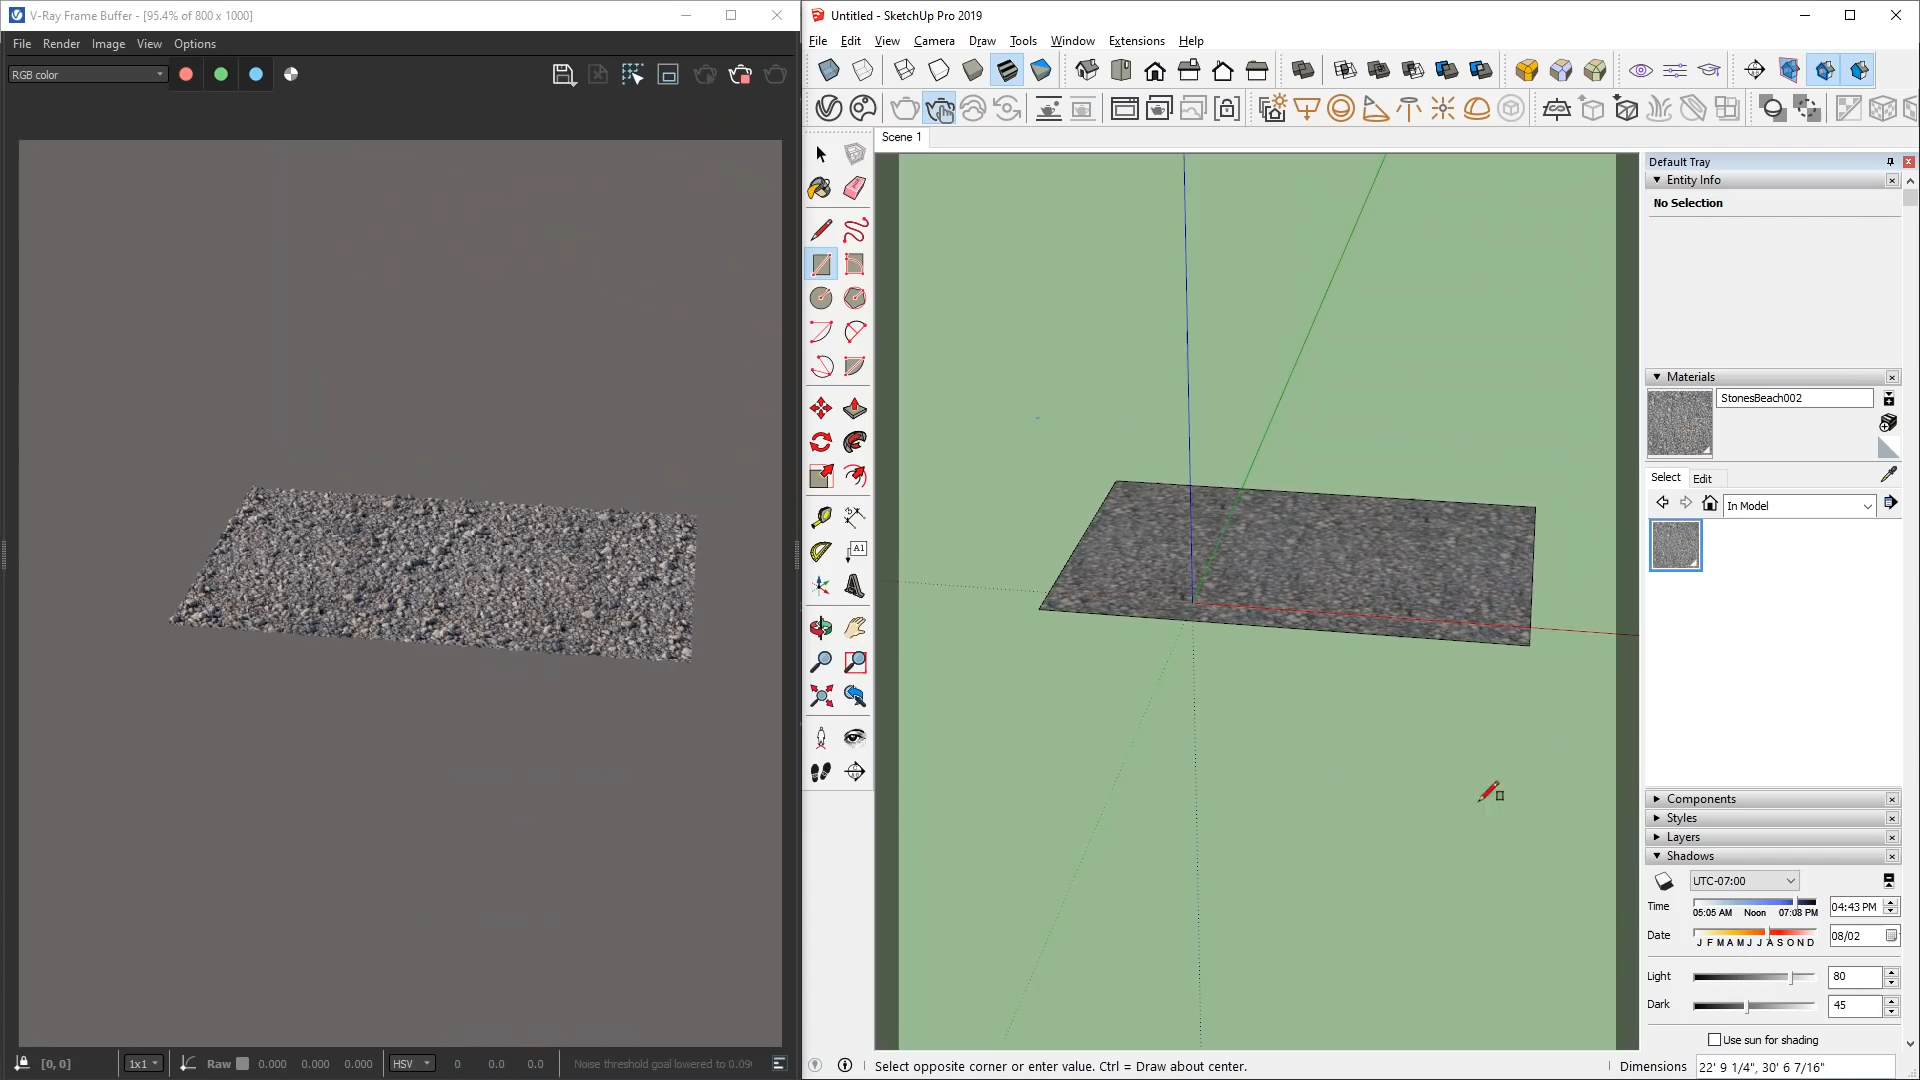 V-Ray Frame Buffer - [95.4% of 800 x 1000]
File Render Image View Options
RGB color
[0, 0]
1x1
Raw
0.000 0.000 0.000
HSV
0 0.0 0.0
Noise threshold goal lowered to 0.09
Untitled - SketchUp Pro 2019
File Edit View Camera Draw Tools Window Extensions Help
Scene 1
A1
Default Tray
Entity Info
No Selection
Materials
StonesBeach002
Select Edit
In Model
Components
Styles
Layers
Shadows
UTC-07:00
Time
05:05 AM Noon 07:08 PM
04:43 PM
Date
J F M A M J J A S O N D
08/02
Light
80
Dark
45
Use sun for shading
Select opposite corner or enter value. Ctrl = Draw about center.
Dimensions
22' 9 1/4", 30' 6 7/16"